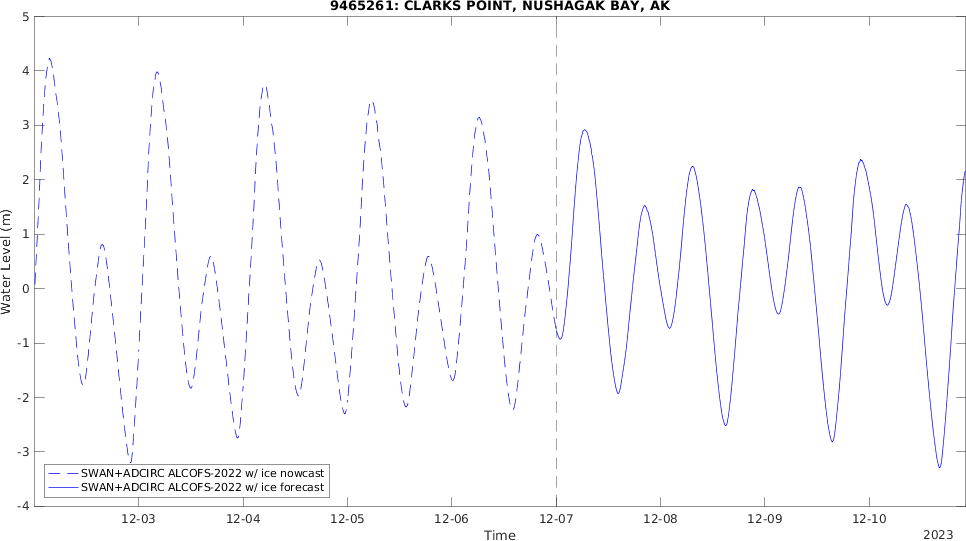 9465261: CLARKS POINT, NUSHAGAK BAY, AK
5
4
3
2
1
0
-1
-2
-3
-4
Water Level (m)
SWAN+ADCIRC ALCOFS-2022 w/ ice nowcast
SWAN+ADCIRC ALCOFS-2022 w/ ice forecast
12-03 12-04 12-05 12-06 12-07 12-08 12-09 12-10
Time
2023